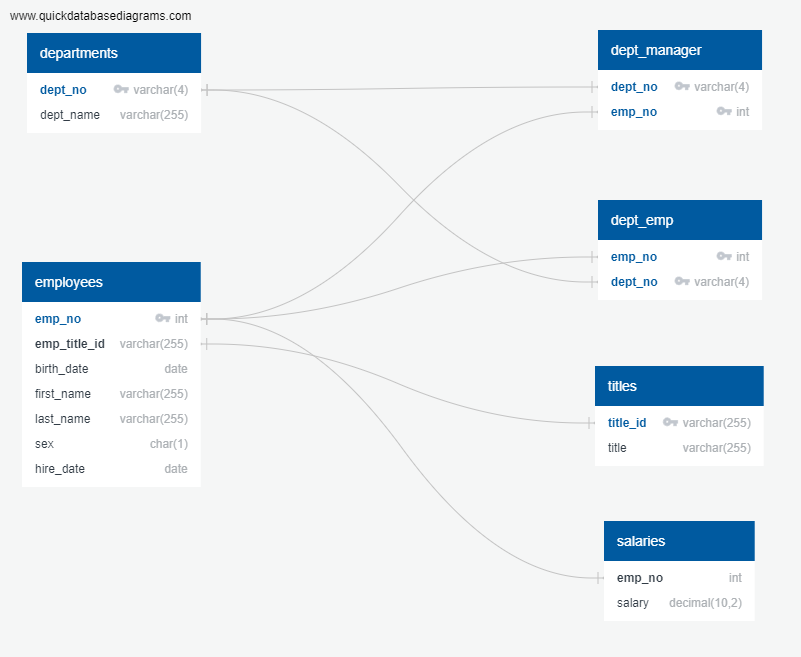 www.quickdatabasediagrams.com
departments
dept_no varchar(4)
dept_name varchar(255)
employees
emp_no int
emp_title_id varchar(255)
birth_date date
first_name varchar(255)
last_name varchar(255)
sex char(1)
hire_date date
dept_manager
dept_no varchar(4)
emp_no int
dept_emp
emp_no int
dept_no varchar(4)
titles
title_id varchar(255)
title varchar(255)
salaries
emp_no int
salary decimal(10,2)